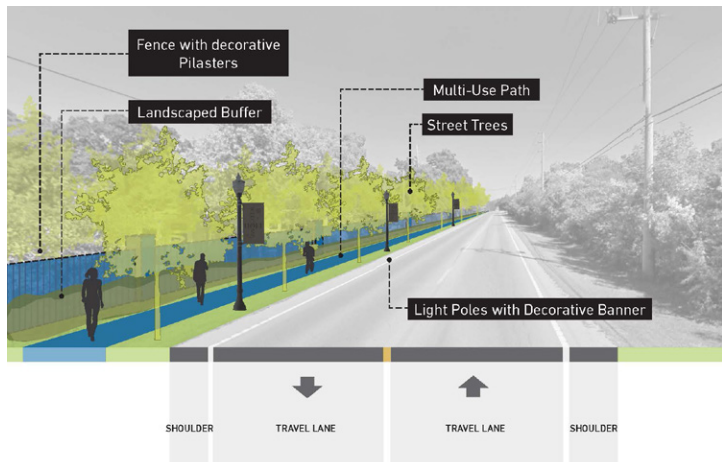 Fence with decorative
Pilasters
Landscaped Buffer
Multi-Use Path
Street Trees
Light Poles with Decorative Banner
SHOULDER
TRAVEL LANE
TRAVEL LANE
SHOULDER